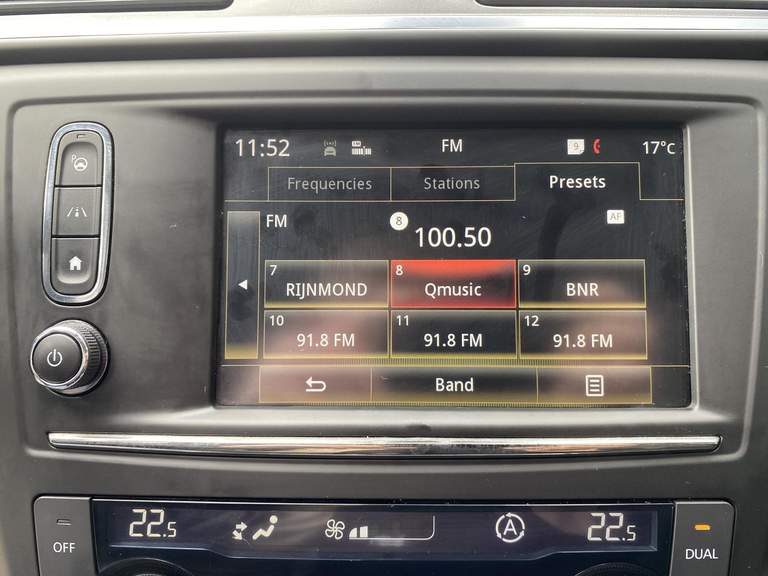 11:52 FM 9 17°C
Frequencies Stations Presets
FM 8 100.50 AF
7 RIJNMOND 8 Qmusic 9 BNR
10 91.8 FM 11 91.8 FM 12 91.8 FM
Band
22.5 A 22.5
OFF DUAL